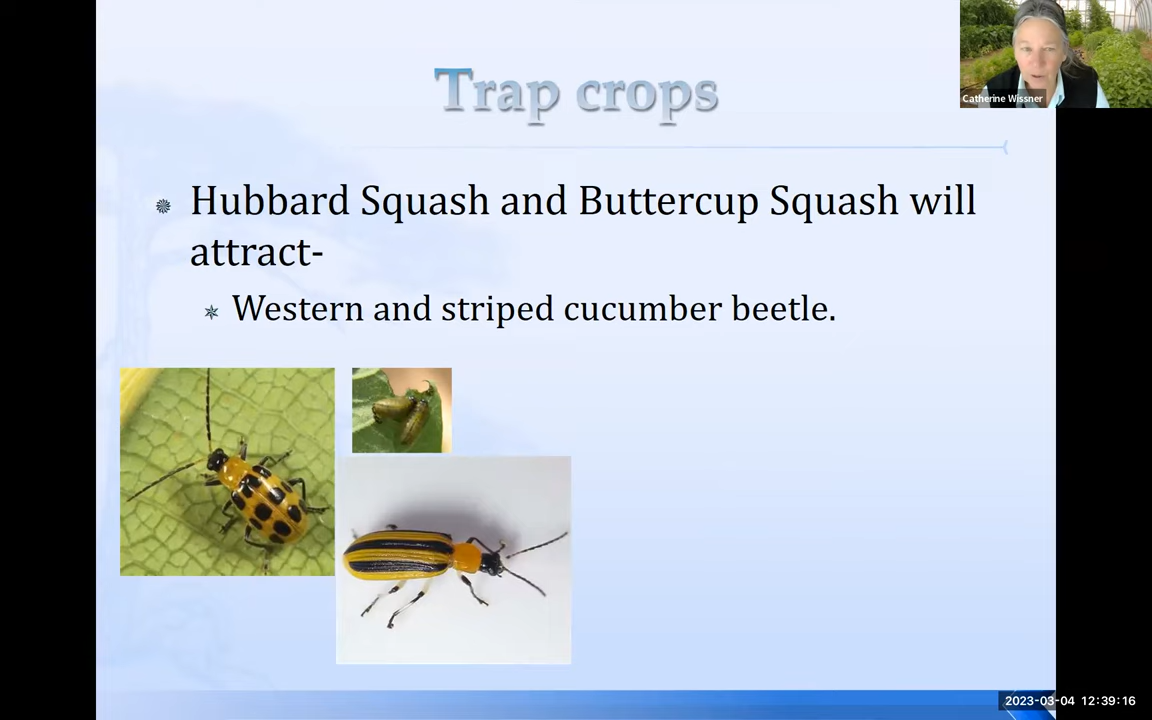 Trap crops
Catherine Wissner
Hubbard Squash and Buttercup Squash will
attract-
Western and striped cucumber beetle.
2023-03-04 12:39:16